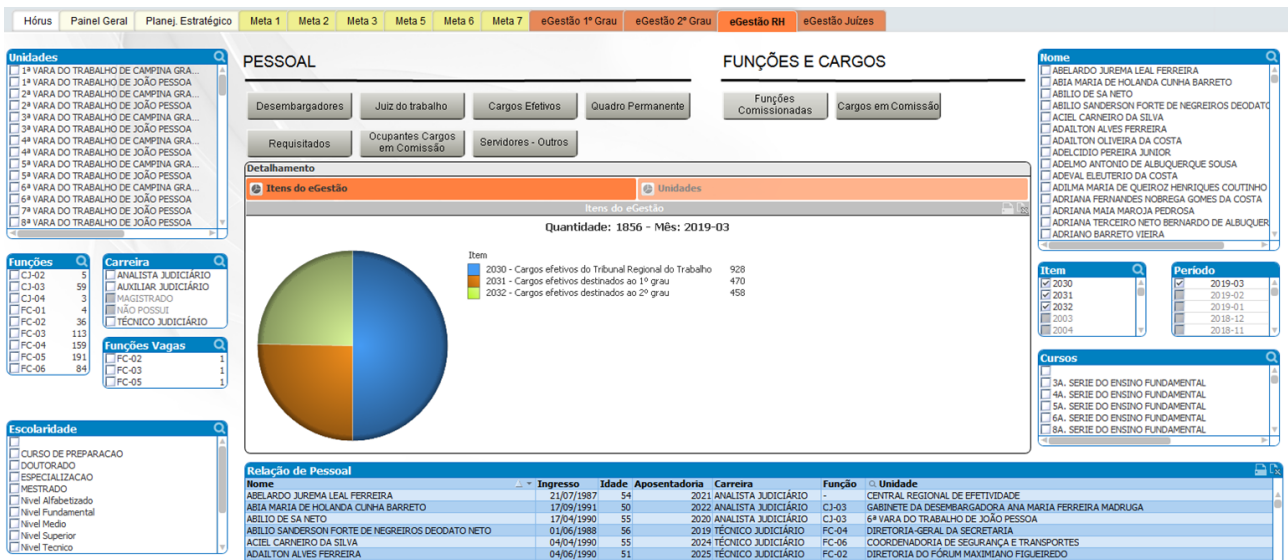 Hórus Painel Geral Planej. Estratégico Meta 1 Meta 2 Meta 3 Meta 5 Meta 6 Meta 7 eGestão 1º Grau eGestão 2º Grau eGestão RH eGestão Juízes
Unidades
1ª VARA DO TRABALHO DE CAMPINA GRA...
1ª VARA DO TRABALHO DE JOÃO PESSOA
2ª VARA DO TRABALHO DE CAMPINA GRA...
2ª VARA DO TRABALHO DE JOÃO PESSOA
3ª VARA DO TRABALHO DE CAMPINA GRA...
3ª VARA DO TRABALHO DE JOÃO PESSOA
4ª VARA DO TRABALHO DE CAMPINA GRA...
4ª VARA DO TRABALHO DE JOÃO PESSOA
5ª VARA DO TRABALHO DE CAMPINA GRA...
5ª VARA DO TRABALHO DE JOÃO PESSOA
6ª VARA DO TRABALHO DE CAMPINA GRA...
6ª VARA DO TRABALHO DE JOÃO PESSOA
7ª VARA DO TRABALHO DE JOÃO PESSOA
8ª VARA DO TRABALHO DE JOÃO PESSOA
Funções
CJ-02 5
CJ-03 59
CJ-04 3
FC-01 4
FC-02 36
FC-03 113
FC-04 159
FC-05 191
FC-06 84
Carreira
ANALISTA JUDICIÁRIO
AUXILIAR JUDICIÁRIO
MAGISTRADO
NÃO POSSUI
TÉCNICO JUDICIÁRIO
Funções Vagas
FC-02 1
FC-03 1
FC-05 1
Escolaridade
CURSO DE PREPARACAO
DOUTORADO
ESPECIALIZACAO
MESTRADO
Nivel Alfabetizado
Nivel Fundamental
Nivel Medio
Nivel Superior
Nivel Tecnico
PESSOAL
Desembargadores Juiz do trabalho Cargos Efetivos Quadro Permanente
Requisitados Ocupantes Cargos em Comissão Servidores - Outros
FUNÇÕES E CARGOS
Funções Comissionadas Cargos em Comissão
Detalhamento
Itens do eGestão Unidades
Itens do eGestão
Quantidade: 1856 - Mês: 2019-03
Item
2030 - Cargos efetivos do Tribunal Regional do Trabalho 928
2031 - Cargos efetivos destinados ao 1º grau 470
2032 - Cargos efetivos destinados ao 2º grau 458
Nome
ABELARDO JUREMA LEAL FERREIRA
ABIA MARIA DE HOLANDA CUNHA BARRETO
ABILIO DE SA NETO
ABILIO SANDERSON FORTE DE NEGREIROS DEODATO
ACIEL CARNEIRO DA SILVA
ADAILTON ALVES FERREIRA
ADAILTON OLIVEIRA DA COSTA
ADELCIDIO PEREIRA JUNIOR
ADELMO ANTONIO DE ALBUQUERQUE SOUSA
ADEVAL ELEUTERIO DA COSTA
ADILMA MARIA DE QUEIROZ HENRIQUES COUTINHO
ADRIANA FERNANDES NOBREGA GOMES DA COSTA
ADRIANA MAIA MAROJA PEDROSA
ADRIANA TERCEIRO NETO BERNARDO DE ALBUQUER
ADRIANO BARRETO VIEIRA
Item
2030
2031
2032
2003
2004
Período
2019-03
2019-02
2019-01
2018-12
2018-11
Cursos
3A. SERIE DO ENSINO FUNDAMENTAL
4A. SERIE DO ENSINO FUNDAMENTAL
5A. SERIE DO ENSINO FUNDAMENTAL
6A. SERIE DO ENSINO FUNDAMENTAL
8A. SERIE DO ENSINO FUNDAMENTAL
Relação de Pessoal
Nome Ingresso Idade Aposentadoria Carreira Função Unidade
ABELARDO JUREMA LEAL FERREIRA 21/07/1987 54 2021 ANALISTA JUDICIÁRIO - CENTRAL REGIONAL DE EFETIVIDADE
ABIA MARIA DE HOLANDA CUNHA BARRETO 17/09/1991 50 2022 ANALISTA JUDICIÁRIO CJ-03 GABINETE DA DESEMBARGADORA ANA MARIA FERREIRA MADRUGA
ABILIO DE SA NETO 17/04/1990 55 2020 ANALISTA JUDICIÁRIO CJ-03 6ª VARA DO TRABALHO DE JOÃO PESSOA
ABILIO SANDERSON FORTE DE NEGREIROS DEODATO NETO 01/06/1988 56 2019 TÉCNICO JUDICIÁRIO FC-04 DIRETORIA-GERAL DA SECRETARIA
ACIEL CARNEIRO DA SILVA 04/04/1990 55 2024 TÉCNICO JUDICIÁRIO FC-06 COORDENADORIA DE SEGURANÇA E TRANSPORTES
ADAILTON ALVES FERREIRA 04/06/1990 51 2025 TÉCNICO JUDICIÁRIO FC-02 DIRETORIA DO FÓRUM MAXIMIANO FIGUEIREDO